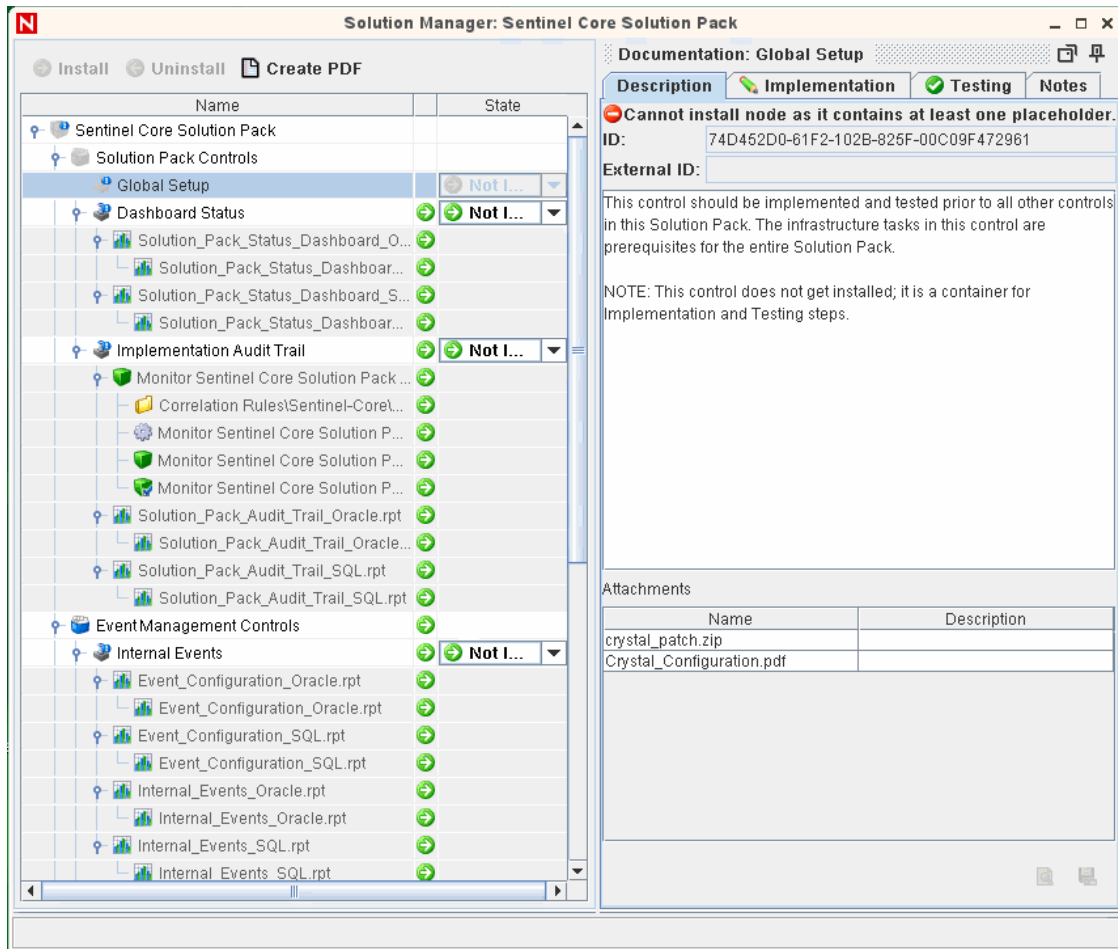 Solution Manager: Sentinel Core Solution Pack
Install Uninstall Create PDF
Name State
Sentinel Core Solution Pack
Solution Pack Controls
Global Setup Not I...
Dashboard Status Not I...
Solution_Pack_Status_Dashboard_O...
Solution_Pack_Status_Dashboar...
Solution_Pack_Status_Dashboard_S...
Solution_Pack_Status_Dashboar...
Implementation Audit Trail Not I...
Monitor Sentinel Core Solution Pack ...
Correlation Rules\Sentinel-Core\...
Monitor Sentinel Core Solution P...
Monitor Sentinel Core Solution P...
Monitor Sentinel Core Solution P...
Solution_Pack_Audit_Trail_Oracle.rpt
Solution_Pack_Audit_Trail_Oracle...
Solution_Pack_Audit_Trail_SQL.rpt
Solution_Pack_Audit_Trail_SQL.rpt
Event Management Controls
Internal Events Not I...
Event_Configuration_Oracle.rpt
Event_Configuration_Oracle.rpt
Event_Configuration_SQL.rpt
Event_Configuration_SQL.rpt
Internal_Events_Oracle.rpt
Internal_Events_Oracle.rpt
Internal_Events_SQL.rpt
Internal_Events_SQL.rpt
Documentation: Global Setup
Description Implementation Testing Notes
Cannot install node as it contains at least one placeholder.
ID: 74D452D0-61F2-102B-825F-00C09F472961
External ID:
This control should be implemented and tested prior to all other controls
in this Solution Pack. The infrastructure tasks in this control are
prerequisites for the entire Solution Pack.
NOTE: This control does not get installed; it is a container for
Implementation and Testing steps.
Attachments
Name Description
crystal_patch.zip
Crystal_Configuration.pdf